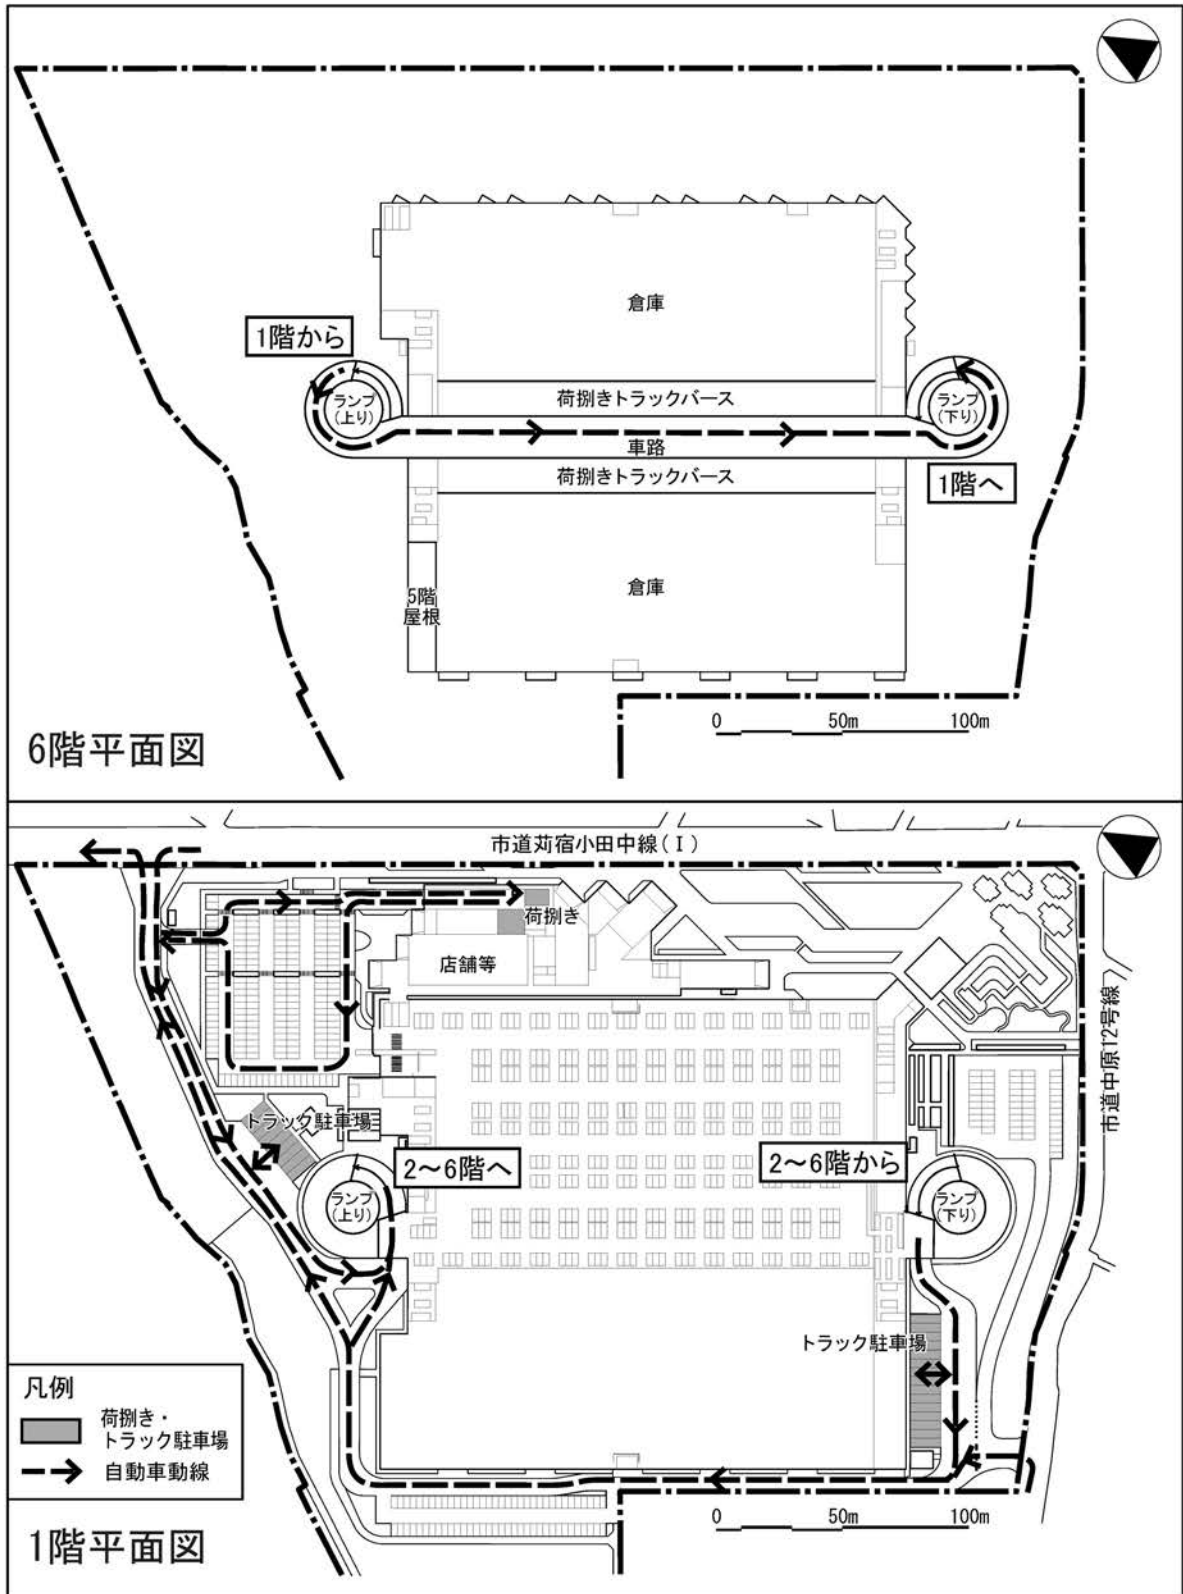 倉庫
1階から
ランプ
(上り)
荷捌きトラックバース
ランプ
(下り)
車路
荷捌きトラックバース
1階へ
倉庫
5階
屋根
0 50m 100m
6階平面図
市道苅宿小田中線(Ⅰ)
荷捌き
店舗等
市道中原12号線
トラック駐車場
2～6階へ
2～6階から
ランプ
(上り)
ランプ
(下り)
トラック駐車場
凡例
荷捌き・
トラック駐車場
自動車動線
0 50m 100m
1階平面図